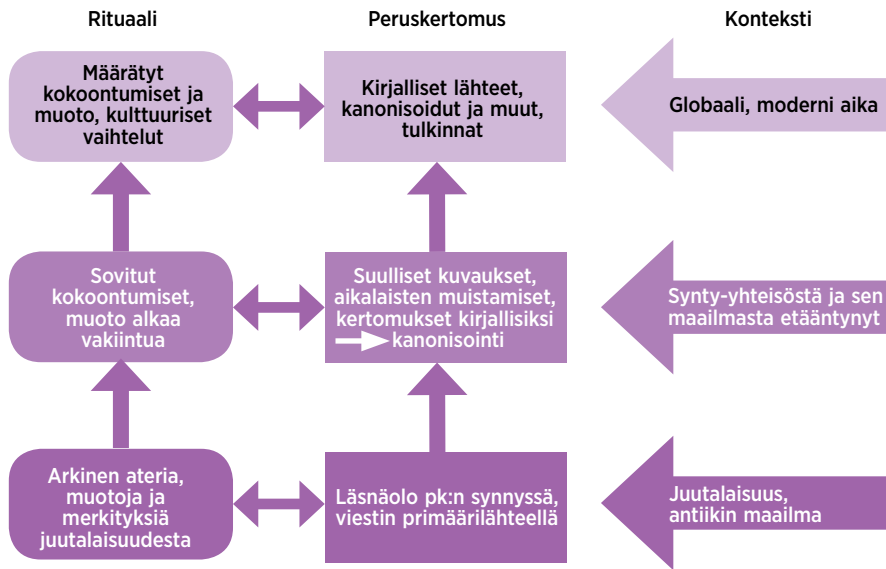 Rituaali
Peruskertomus
Konteksti
Määrätyt
kokoontumiset ja
muoto, kulttuuriset
vaihtelut
Kirjalliset lähteet,
kanonisoidut ja muut,
tulkinnat
Globaali, moderni aika
Sovitut
kokoontumiset,
muoto alkaa
vakiintua
Suulliset kuvaukset,
aikalaisten muistamiset,
kertomukset kirjallisiksi
kanonisointi
Synty-yhteisöstä ja sen
maailmasta etääntynyt
Arkinen ateria,
muotoja ja
merkityksiä
juutalaisuudesta
Läsnäolo pk:n synnyssä,
viestin primäärilähteellä
Juutalaisuus,
antiikin maailma